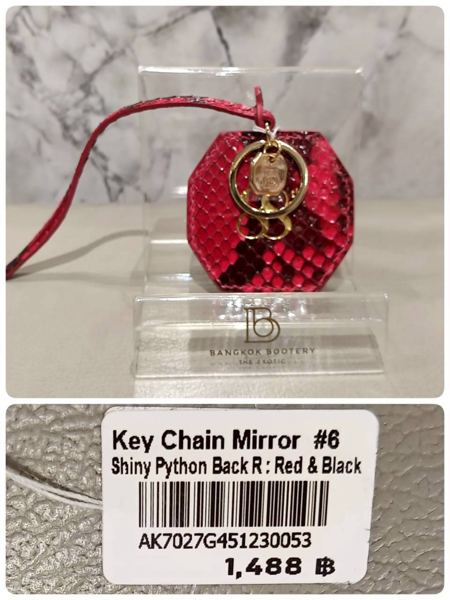 BANGKOK BOOTERY
THE EXOTIC
Key Chain Mirror #6
Shiny Python Back R : Red & Black
AK7027G451230053
1,488 ฿